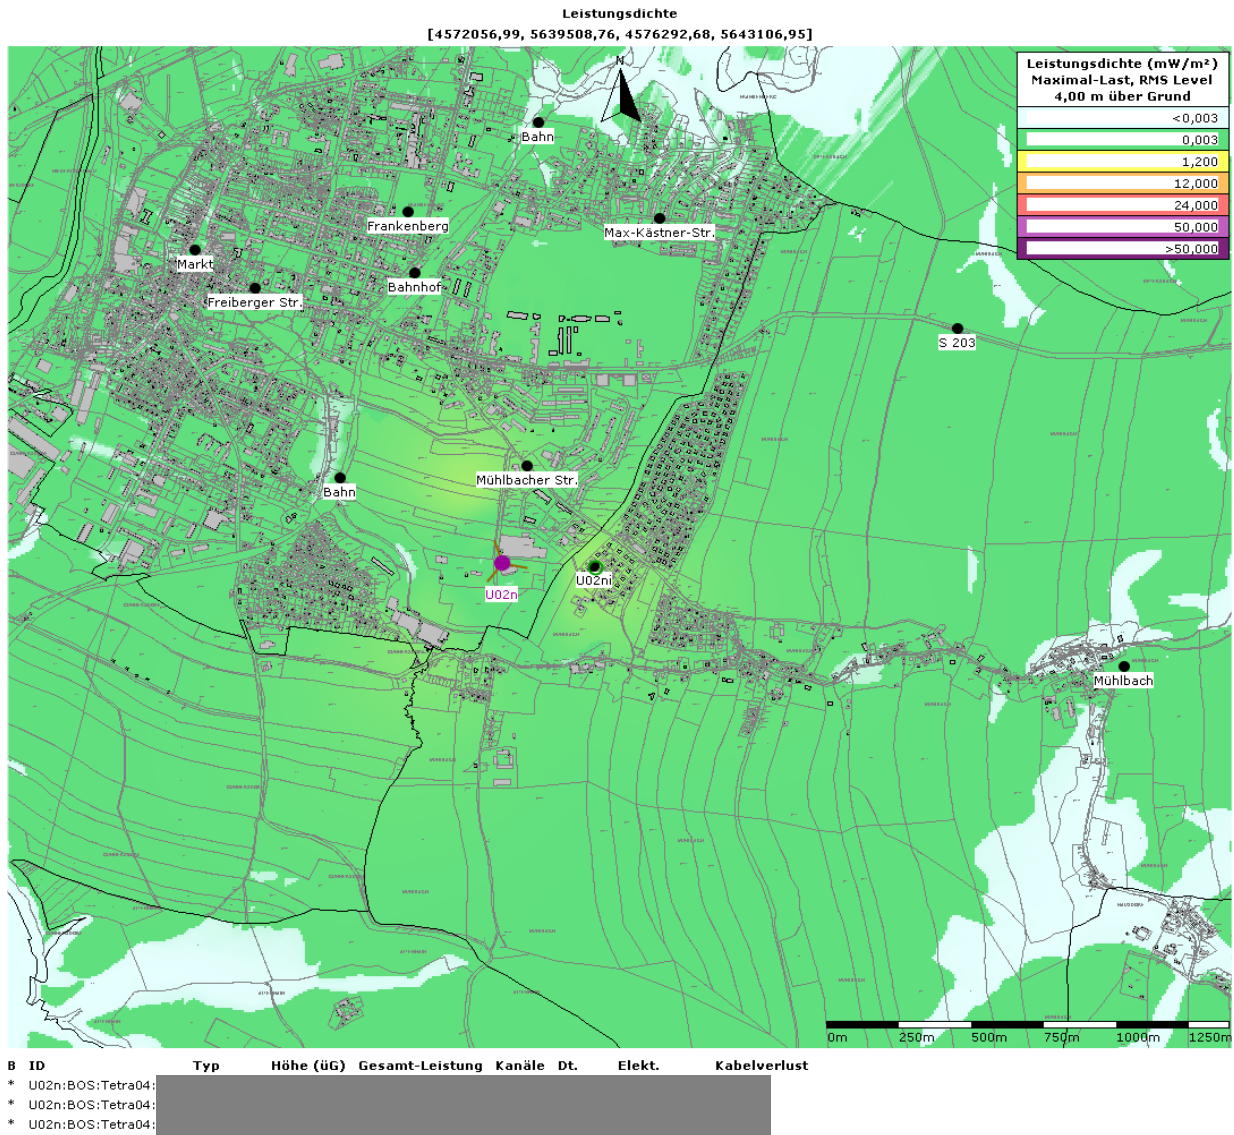 Leistungsdichte
[4572056,99, 5639508,76, 4576292,68, 5643106,95]
N
Leistungsdichte (mW/m²)
Maximal-Last, RMS Level
4,00 m über Grund
<0,003
0,003
1,200
12,000
24,000
50,000
>50,000
Bahn
Frankenberg
Max-Kästner-Str.
Markt
Bahnhof
Freiberger Str.
S 203
Mühlbacher Str.
Bahn
U02ni
U02n
Mühlbach
0m 250m 500m 750m 1000m 1250m
B ID Typ Höhe (üG) Gesamt-Leistung Kanäle Dt. Elekt. Kabelverlust
* U02n:BOS:Tetra04:
* U02n:BOS:Tetra04:
* U02n:BOS:Tetra04: